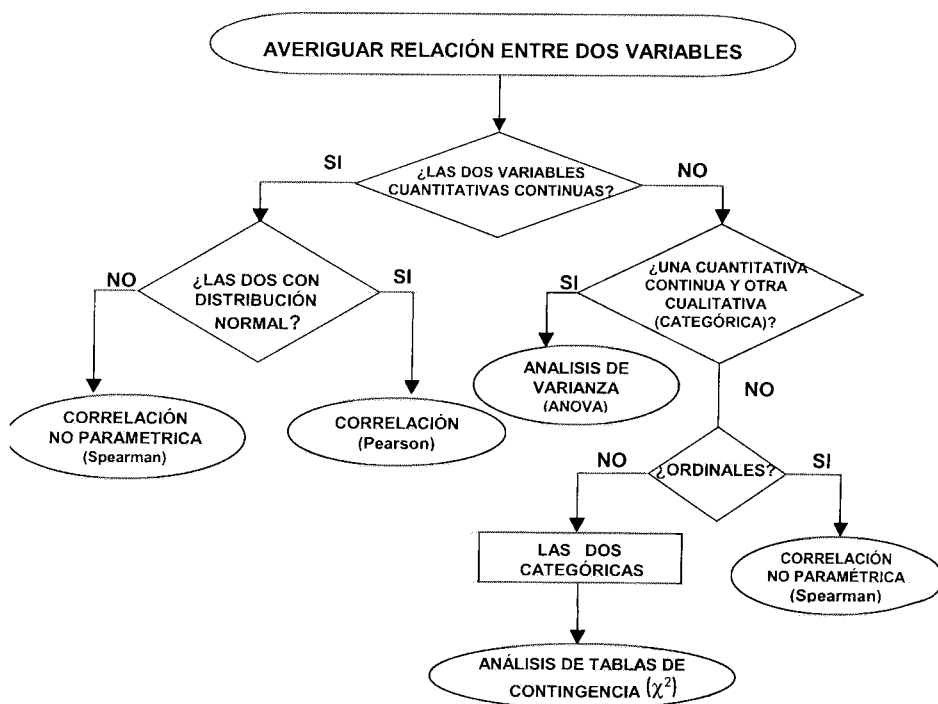 AVERIGUAR RELACIÓN ENTRE DOS VARIABLES
SI
¿LAS DOS VARIABLES
CUANTITATIVAS CONTINUAS?
NO
NO
¿LAS DOS CON
DISTRIBUCIÓN
NORMAL?
SI
SI
¿UNA CUANTITATIVA
CONTINUA Y OTRA
CUALITATIVA
(CATEGÓRICA)?
CORRELACIÓN
NO PARAMETRICA
(Spearman)
CORRELACIÓN
(Pearson)
ANALISIS DE
VARIANZA
(ANOVA)
NO
NO
¿ORDINALES?
SI
LAS DOS
CATEGÓRICAS
CORRELACIÓN
NO PARAMÉTRICA
(Spearman)
ANÁLISIS DE TABLAS DE
CONTINGENCIA (χ²)